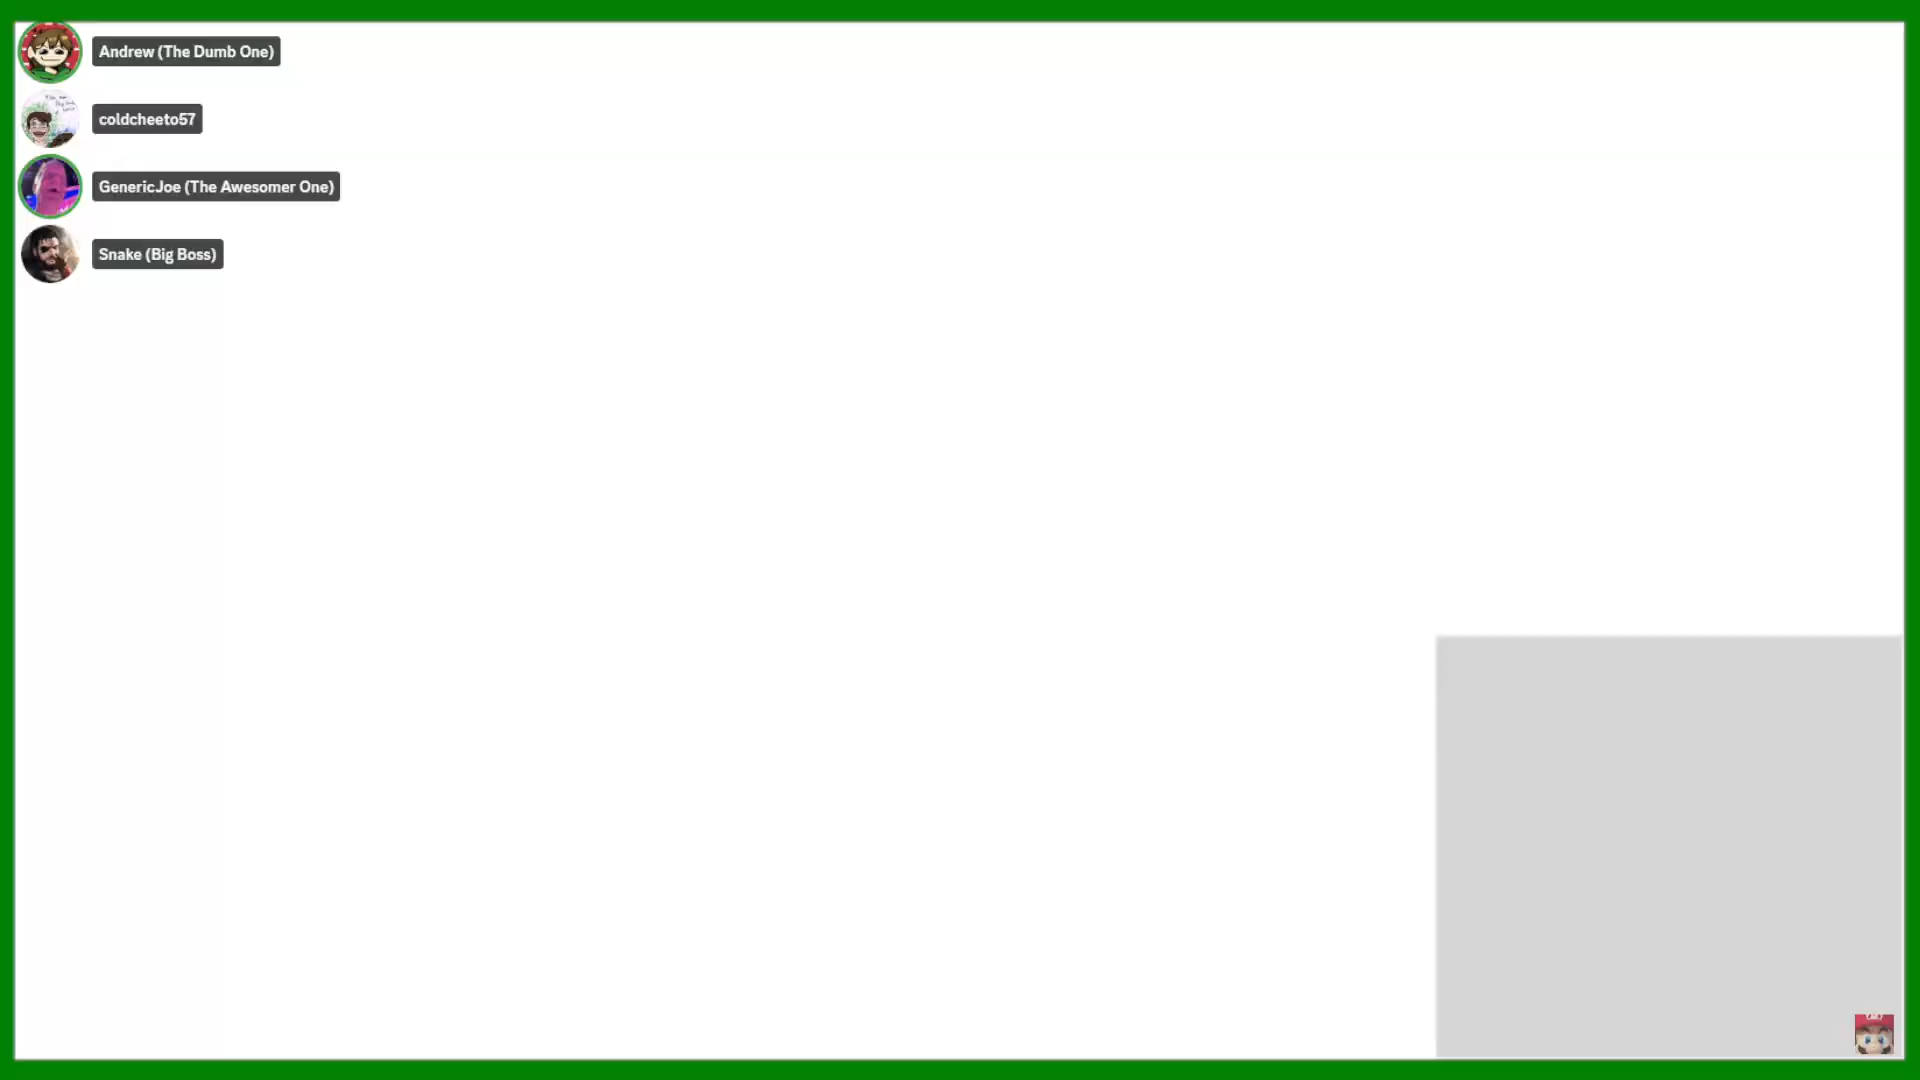 Andrew (The Dumb One)
coldcheeto57
GenericJoe (The Awesomer One)
Snake (Big Boss)